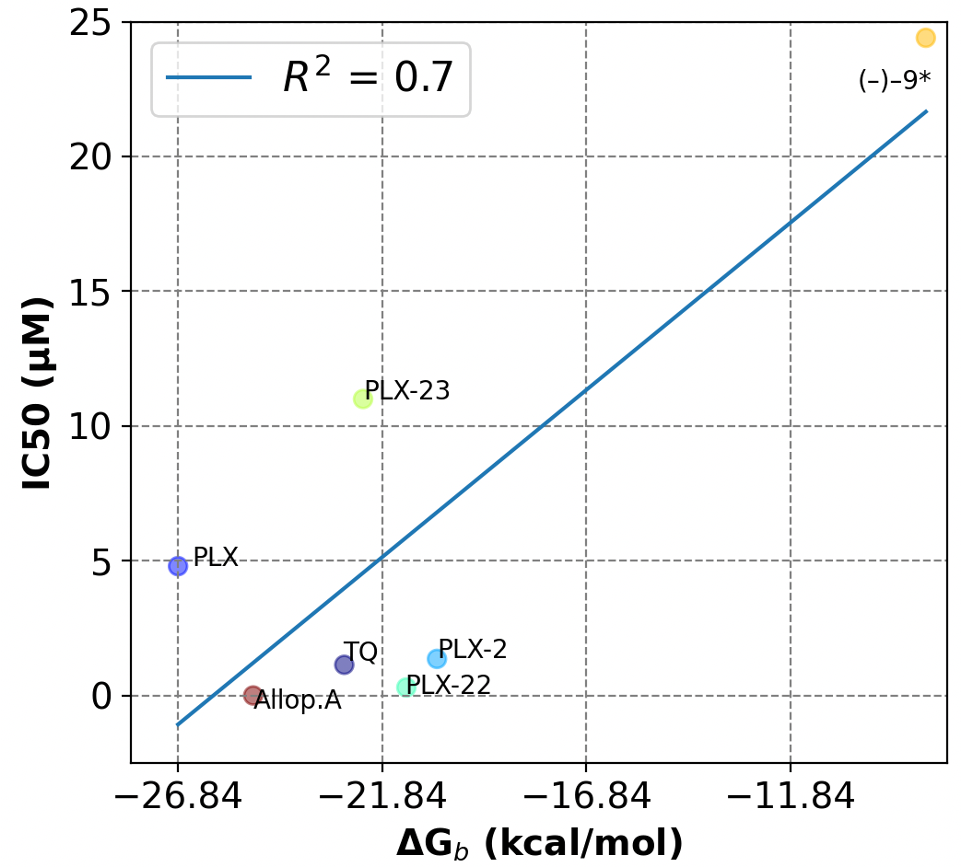 25
20
15
10
5
0
IC50 (μM)
R² = 0.7
(–)–9*
PLX-23
PLX
TQ
PLX-2
PLX-22
Allop.A
−26.84
−21.84
−16.84
−11.84
ΔG_b (kcal/mol)